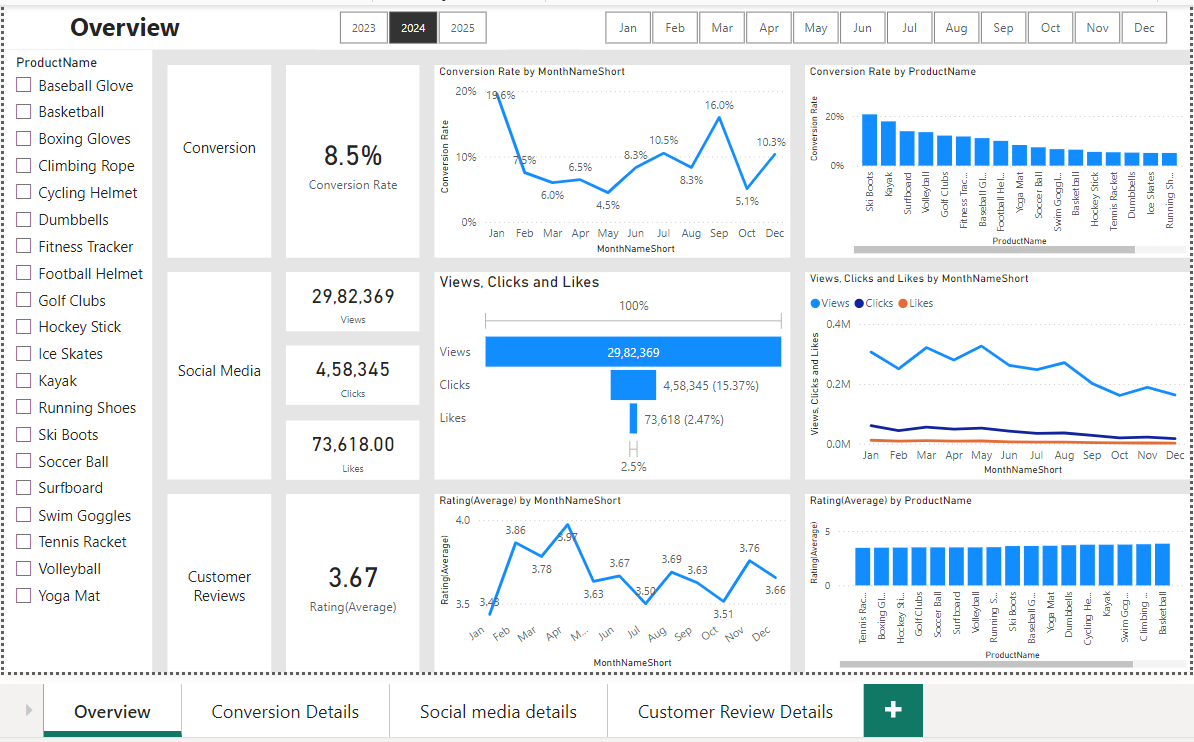 Overview
2023 2024 2025
Jan Feb Mar Apr May Jun Jul Aug Sep Oct Nov Dec
ProductName
Baseball Glove
Basketball
Boxing Gloves
Climbing Rope
Cycling Helmet
Dumbbells
Fitness Tracker
Football Helmet
Golf Clubs
Hockey Stick
Ice Skates
Kayak
Running Shoes
Ski Boots
Soccer Ball
Surfboard
Swim Goggles
Tennis Racket
Volleyball
Yoga Mat
Conversion
8.5%
Conversion Rate
Conversion Rate by MonthNameShort
Conversion Rate
20%
10%
0%
19.6% 7.5% 6.0% 6.5% 4.5% 8.3% 10.5% 8.3% 16.0% 5.1% 10.3%
Jan Feb Mar Apr May Jun Jul Aug Sep Oct Dec
MonthNameShort
Conversion Rate by ProductName
Conversion Rate
20%
0%
Ski Boots
Kayak
Surfboard
Volleyball
Golf Clubs
Fitness Trac...
Baseball Gl...
Football Hel...
Yoga Mat
Soccer Ball
Swim Goggl...
Basketball
Hockey Stick
Tennis Racket
Dumbbells
Ice Skates
Running Sh...
ProductName
Social Media
29,82,369
Views
4,58,345
Clicks
73,618.00
Likes
Views, Clicks and Likes
100%
Views 29,82,369
Clicks 4,58,345 (15.37%)
Likes 73,618 (2.47%)
2.5%
Views, Clicks and Likes by MonthNameShort
Views Clicks Likes
Views, Clicks and Likes
0.4M
0.2M
0.0M
Jan Feb Mar Apr May Jun Jul Aug Sep Oct Nov Dec
MonthNameShort
Customer
Reviews
3.67
Rating(Average)
Rating(Average) by MonthNameShort
Rating(Average)
4.0
3.5
3.43 3.86 3.78 3.97 3.63 3.67 3.50 3.69 3.63 3.51 3.76 3.66
Jan Feb Mar Apr M... Jun Jul Aug Sep Oct Nov Dec
MonthNameShort
Rating(Average) by ProductName
Rating(Average)
5
0
Tennis Rac...
Boxing Gl...
Hockey Sti...
Golf Clubs
Soccer Ball
Surfboard
Volleyball
Running S...
Ski Boots
Baseball G...
Yoga Mat
Dumbbells
Cycling He...
Kayak
Swim Gog...
Climbing ...
Basketball
ProductName
Overview Conversion Details Social media details Customer Review Details +